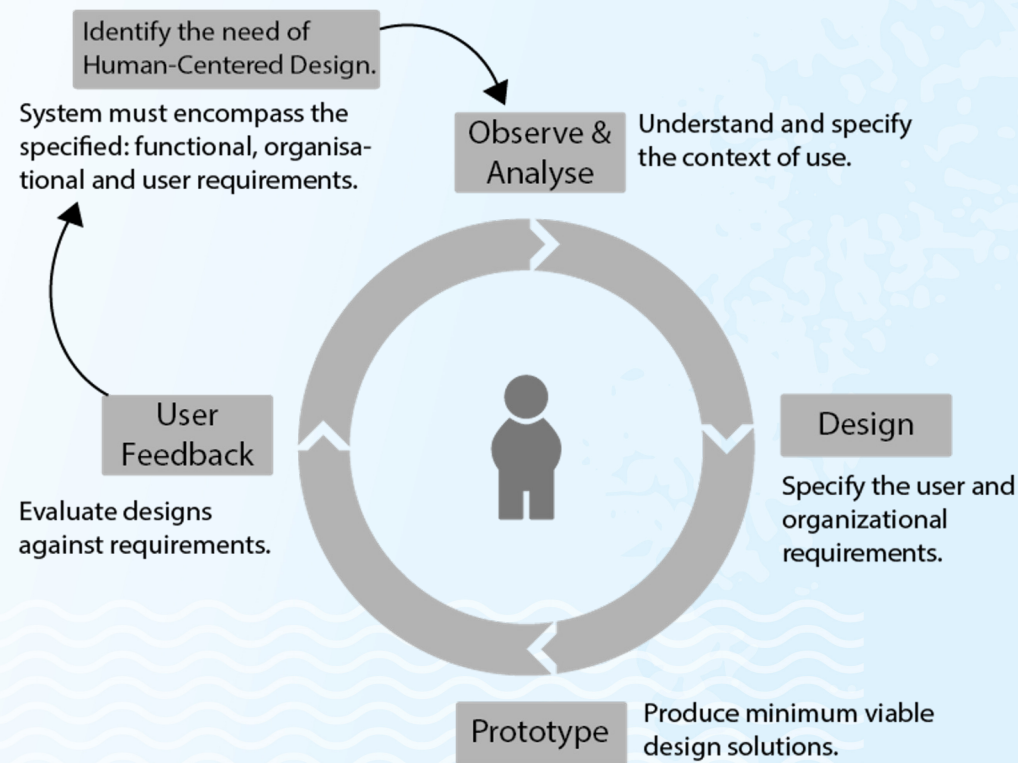 Identify the need of
Human-Centered Design.
System must encompass the
specified: functional, organisa-
tional and user requirements.
Observe &
Analyse
Understand and specify
the context of use.
Design
Specify the user and
organizational
requirements.
Prototype
Produce minimum viable
design solutions.
User
Feedback
Evaluate designs
against requirements.